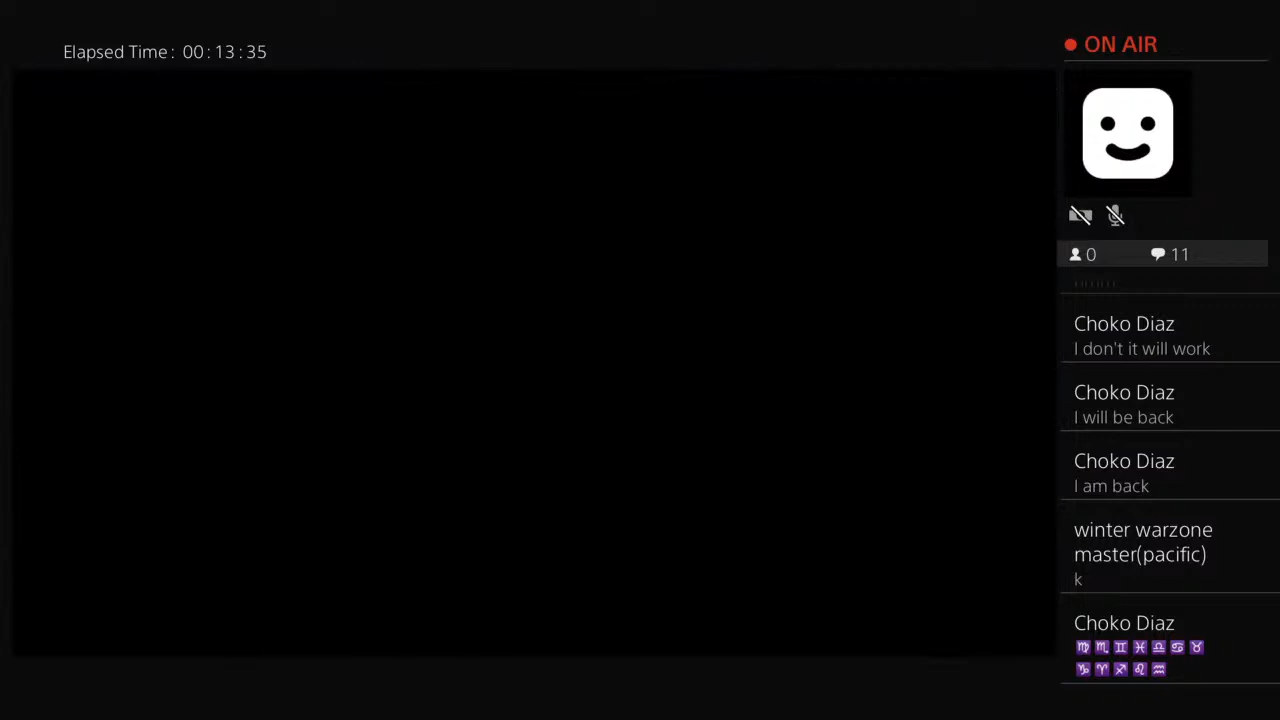 Elapsed Time: 00:13:35
ON AIR
0 11
Choko Diaz
I don't it will work
Choko Diaz
I will be back
Choko Diaz
I am back
winter warzone
master(pacific)
k
Choko Diaz
♍♏♊♓♎♋♉
♑♈♐♌♒